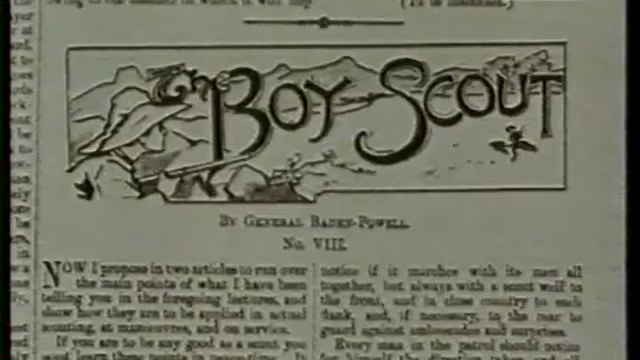 BOY SCOUT
BY GENERAL BADEN-POWELL.
No. VIII.
NOW I propose in two articles to run over
the main points of what I have been
telling you in the foregoing lectures, and
show how they are to be applied in actual
scouting, at manœuvres, and on service.
If you are to be any good as a scout you
notice if it marches with its men all
together, but always with a scout well to
the front, and in close country to each
flank, and, if necessary, to the rear to
guard against ambuscades and surprises.
Every man in the patrol should notice